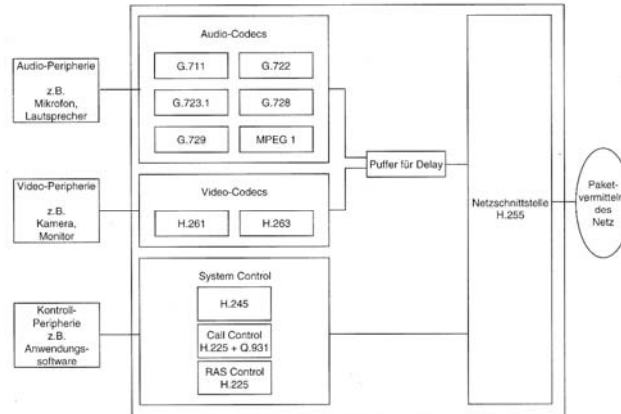 Audio-Peripherie
z.B.
Mikrofon,
Lautsprecher
Audio-Codecs
G.711
G.722
G.723.1
G.728
G.729
MPEG 1
Puffer für Delay
Video-Peripherie
z.B.
Kamera,
Monitor
Video-Codecs
H.261
H.263
Netzschnittstelle
H.255
Paket-
vermitteln
des
Netz
Kontroll-
Peripherie
z.B.
Anwendungs-
software
System Control
H.245
Call Control
H.225 + Q.931
RAS Control
H.225